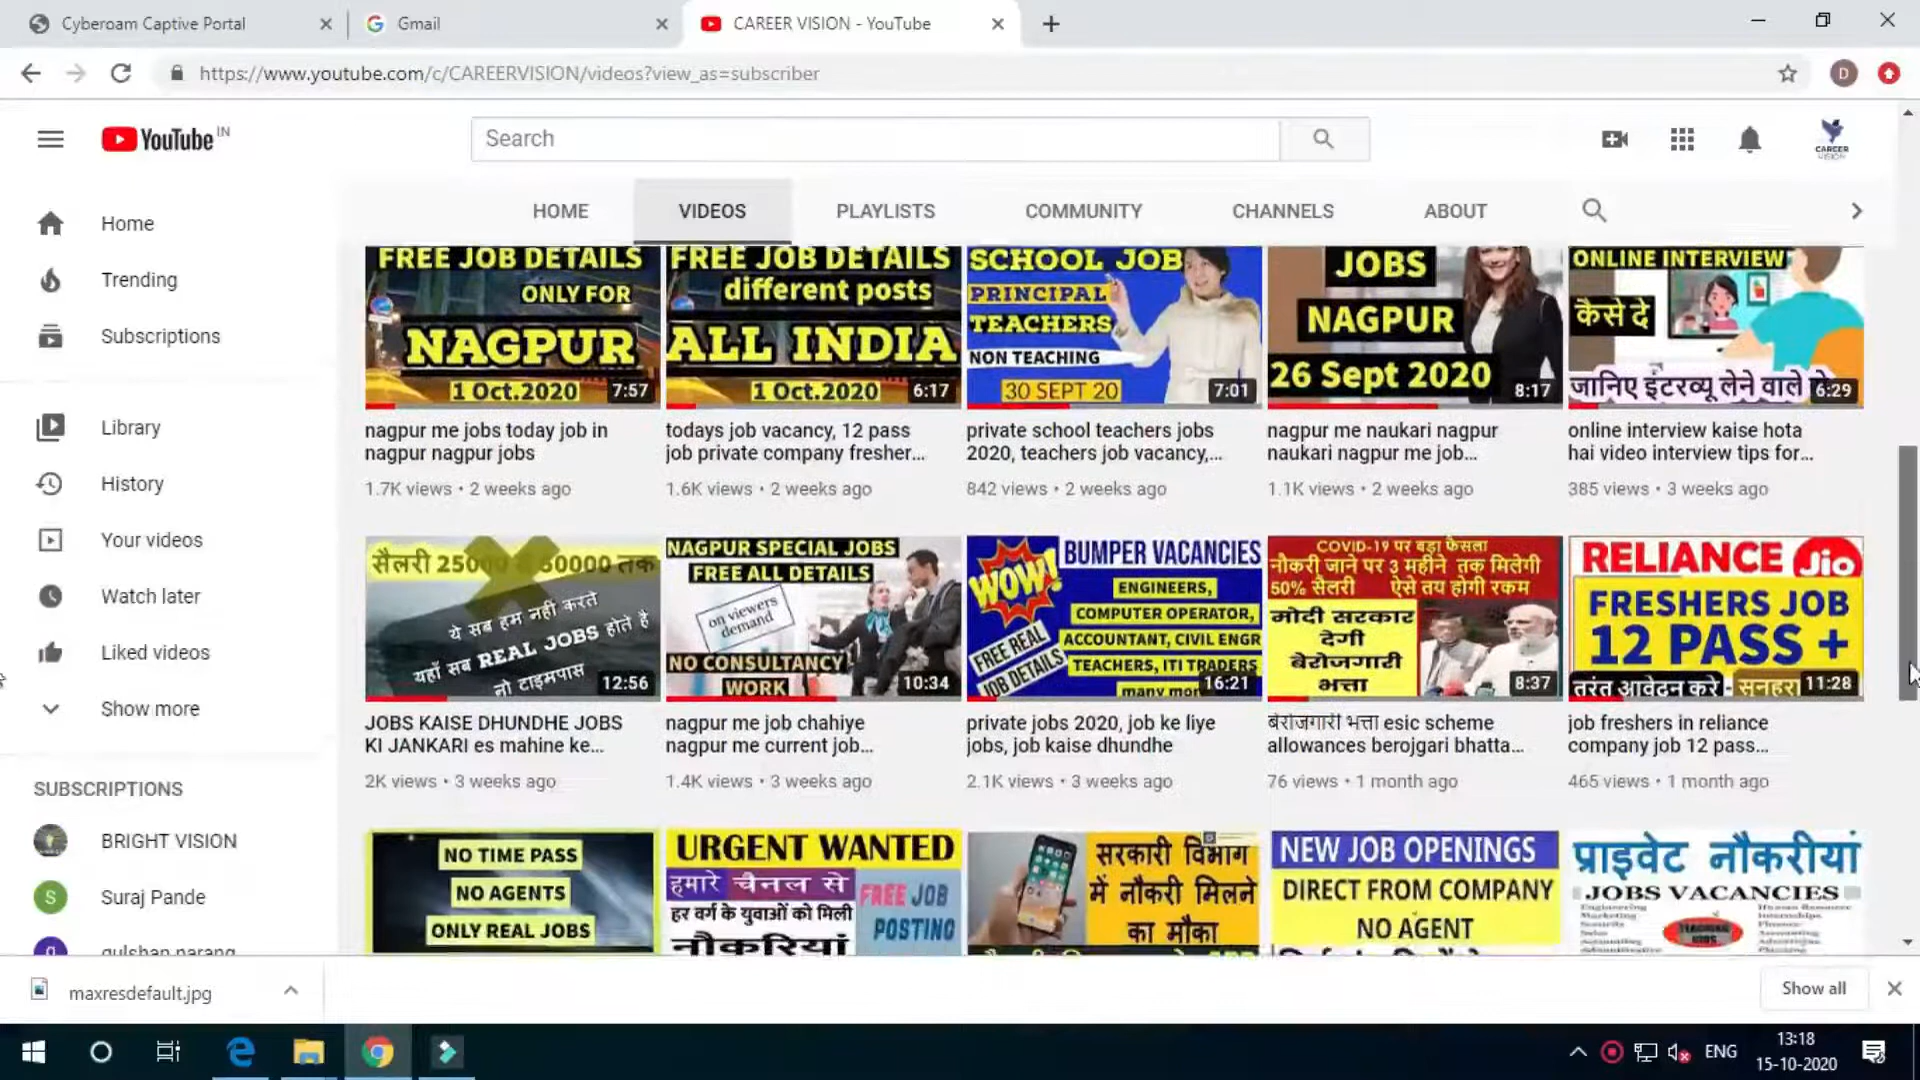 Cyberoam Captive Portal
Gmail
CAREER VISION - YouTube
https://www.youtube.com/c/CAREERVISION/videos?view_as=subscriber
YouTube IN
Search
CAREER
VISION
HOME
VIDEOS
PLAYLISTS
COMMUNITY
CHANNELS
ABOUT
Home
Trending
Subscriptions
Library
History
Your videos
Watch later
Liked videos
Show more
SUBSCRIPTIONS
BRIGHT VISION
S Suraj Pande
gulshan narang
FREE JOB DETAILS
ONLY FOR
NAGPUR
1 Oct.2020
7:57
nagpur me jobs today job in
nagpur nagpur jobs
1.7K views • 2 weeks ago
FREE JOB DETAILS
different posts
ALL INDIA
1 Oct.2020
6:17
todays job vacancy, 12 pass
job private company fresher...
1.6K views • 2 weeks ago
SCHOOL JOB
PRINCIPAL
TEACHERS
NON TEACHING
30 SEPT 20
7:01
private school teachers jobs
2020, teachers job vacancy,...
842 views • 2 weeks ago
JOBS
NAGPUR
26 Sept 2020
8:17
nagpur me naukari nagpur
naukari nagpur me job...
1.1K views • 2 weeks ago
ONLINE INTERVIEW
कैसे दे
जानिए इंटरव्यू लेने वाले
6:29
online interview kaise hota
hai video interview tips for...
385 views • 3 weeks ago
सैलरी 25000 60000 तक
ये सब हम नही करते
यहाँ सब REAL JOBS होते है
नो टाइमपास
12:56
JOBS KAISE DHUNDHE JOBS
KI JANKARI es mahine ke...
2K views • 3 weeks ago
NAGPUR SPECIAL JOBS
FREE ALL DETAILS
on viewers
demand
NO CONSULTANCY
WORK
10:34
nagpur me job chahiye
nagpur me current job...
1.4K views • 3 weeks ago
WOW!
BUMPER VACANCIES
ENGINEERS,
COMPUTER OPERATOR,
ACCOUNTANT, CIVIL ENGR
TEACHERS, ITI TRADERS
many mor
FREE REAL
JOB DETAILS
16:21
private jobs 2020, job ke liye
jobs, job kaise dhundhe
2.1K views • 3 weeks ago
COVID-19 पर बड़ा फैसला
नौकरी जाने पर 3 महीने तक मिलेगी
50% सैलरी ऐसे तय होगी रकम
मोदी सरकार
देगी
बेरोजगारी
भत्ता
8:37
बेरोजगारी भत्ता esic scheme
allowances berojgari bhatta...
76 views • 1 month ago
RELIANCE Jio
FRESHERS JOB
12 PASS +
तुरंत आवेदन करे - सुनहरा
11:28
job freshers in reliance
company job 12 pass...
465 views • 1 month ago
NO TIME PASS
NO AGENTS
ONLY REAL JOBS
URGENT WANTED
हमारे चैनल से
हर वर्ग के युवाओं को मिली
नौकरियां
FREE JOB
POSTING
सरकारी विभाग
में नौकरी मिलने
का मौका
NEW JOB OPENINGS
DIRECT FROM COMPANY
NO AGENT
प्राइवेट नौकरीयां
JOBS VACANCIES
TEACHING
JOBS
maxresdefault.jpg
Show all
ENG
13:18
15-10-2020